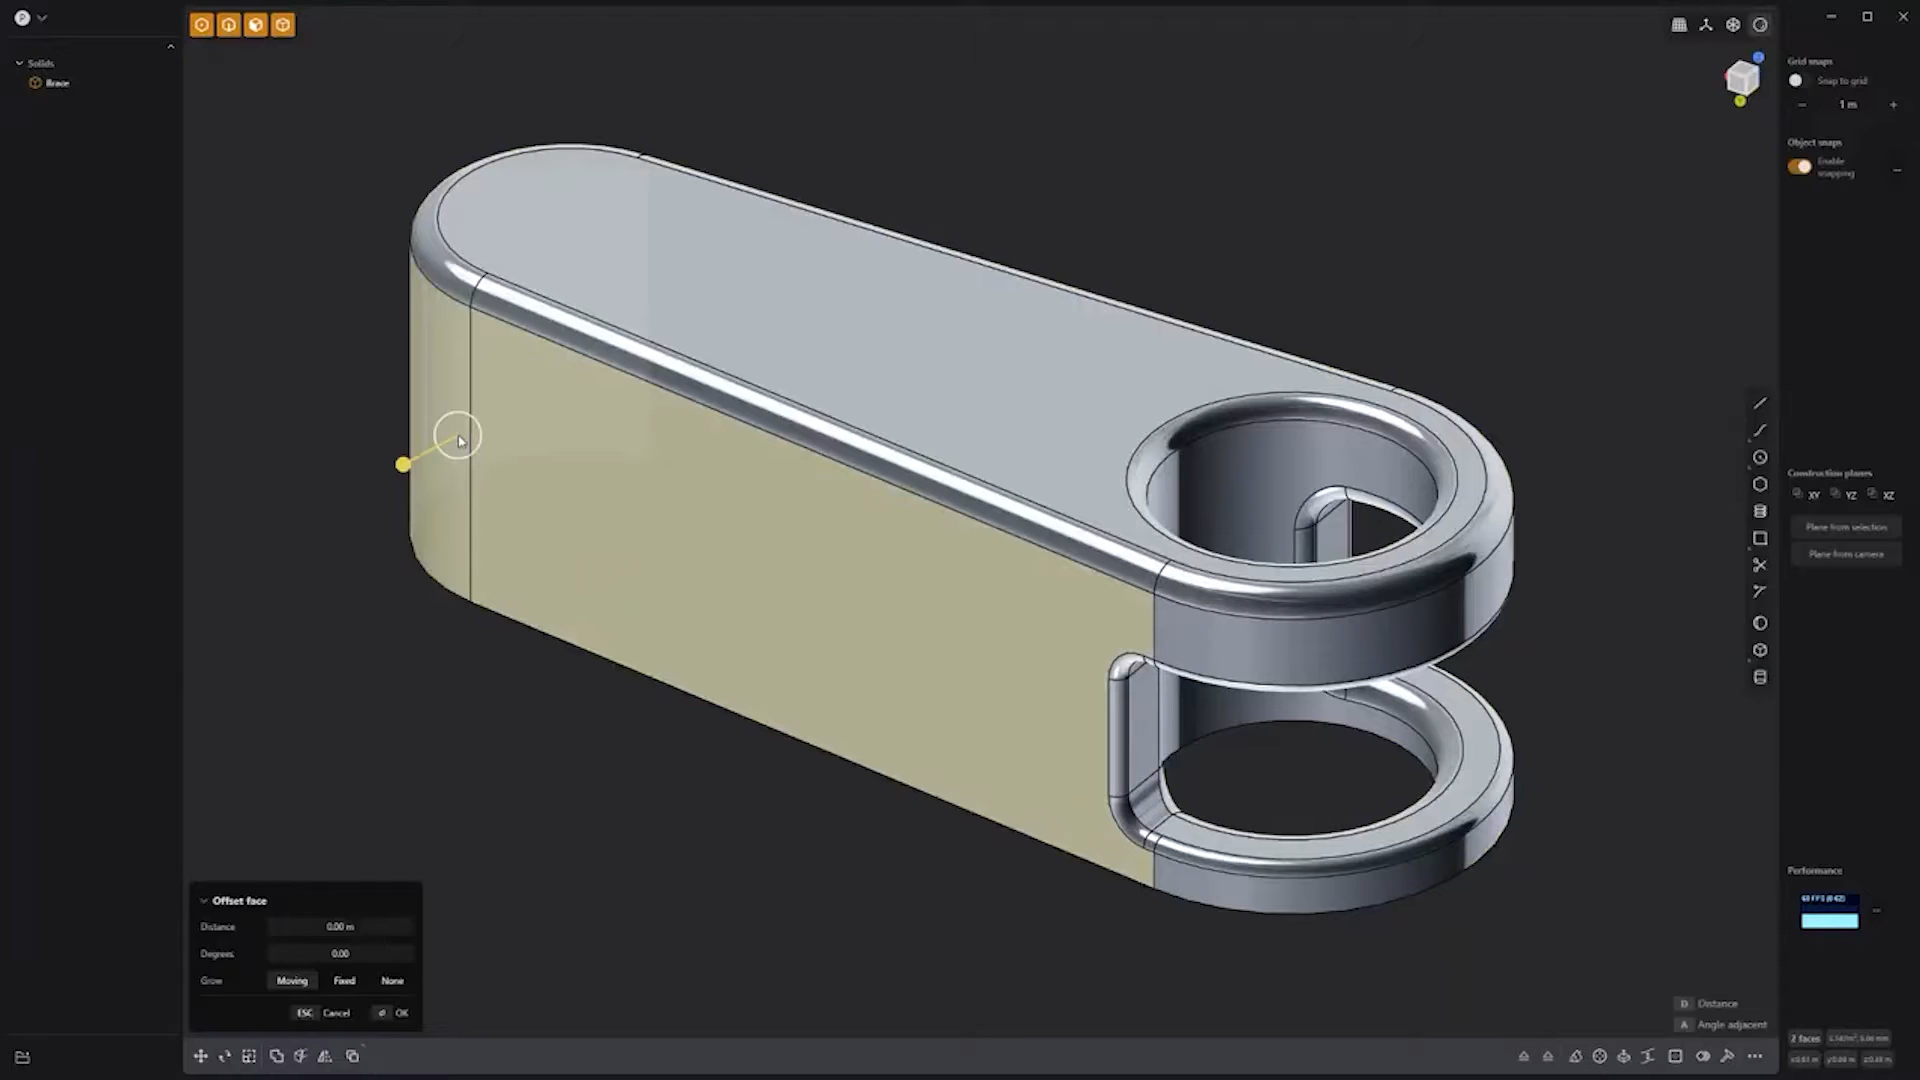 P
Solids
Brace
Grid snaps
Snap to grid
1 m
Object snaps
Enable
snapping
Construction planes
XY YZ XZ
Plane from selection
Plane from camera
Performance
Offset face
Distance 0.00 m
Degrees 0.00
Grow Moving Fixed None
ESC Cancel OK
D Distance
A Angle adjacent
2 faces